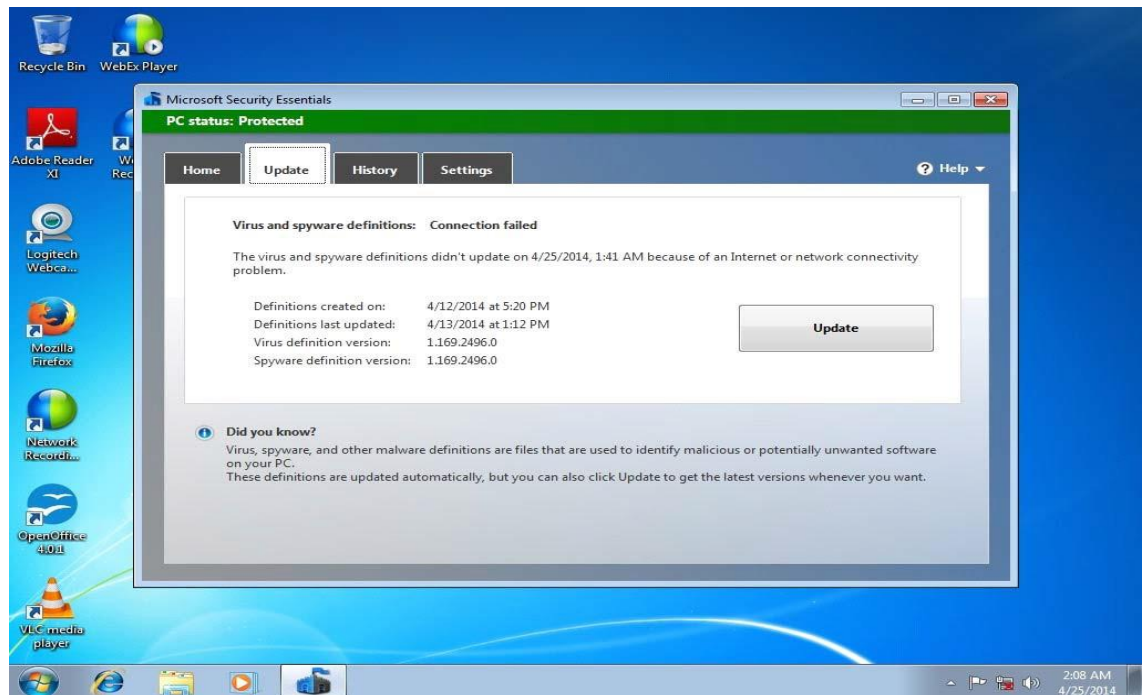 Recycle Bin
WebEx Player
Microsoft Security Essentials
PC status: Protected
Adobe Reader
XI
W
Rec
Home
Update
History
Settings
Help
Virus and spyware definitions: Connection failed
The virus and spyware definitions didn't update on 4/25/2014, 1:41 AM because of an Internet or network connectivity
problem.
Definitions created on: 4/12/2014 at 5:20 PM
Definitions last updated: 4/13/2014 at 1:12 PM
Virus definition version: 1.169.2496.0
Spyware definition version: 1.169.2496.0
Update
Did you know?
Virus, spyware, and other malware definitions are files that are used to identify malicious or potentially unwanted software
on your PC.
These definitions are updated automatically, but you can also click Update to get the latest versions whenever you want.
Logitech
Webca...
Mozilla
Firefox
Network
Recordi...
OpenOffice
4.0.1
VLC media
player
2:08 AM
4/25/2014